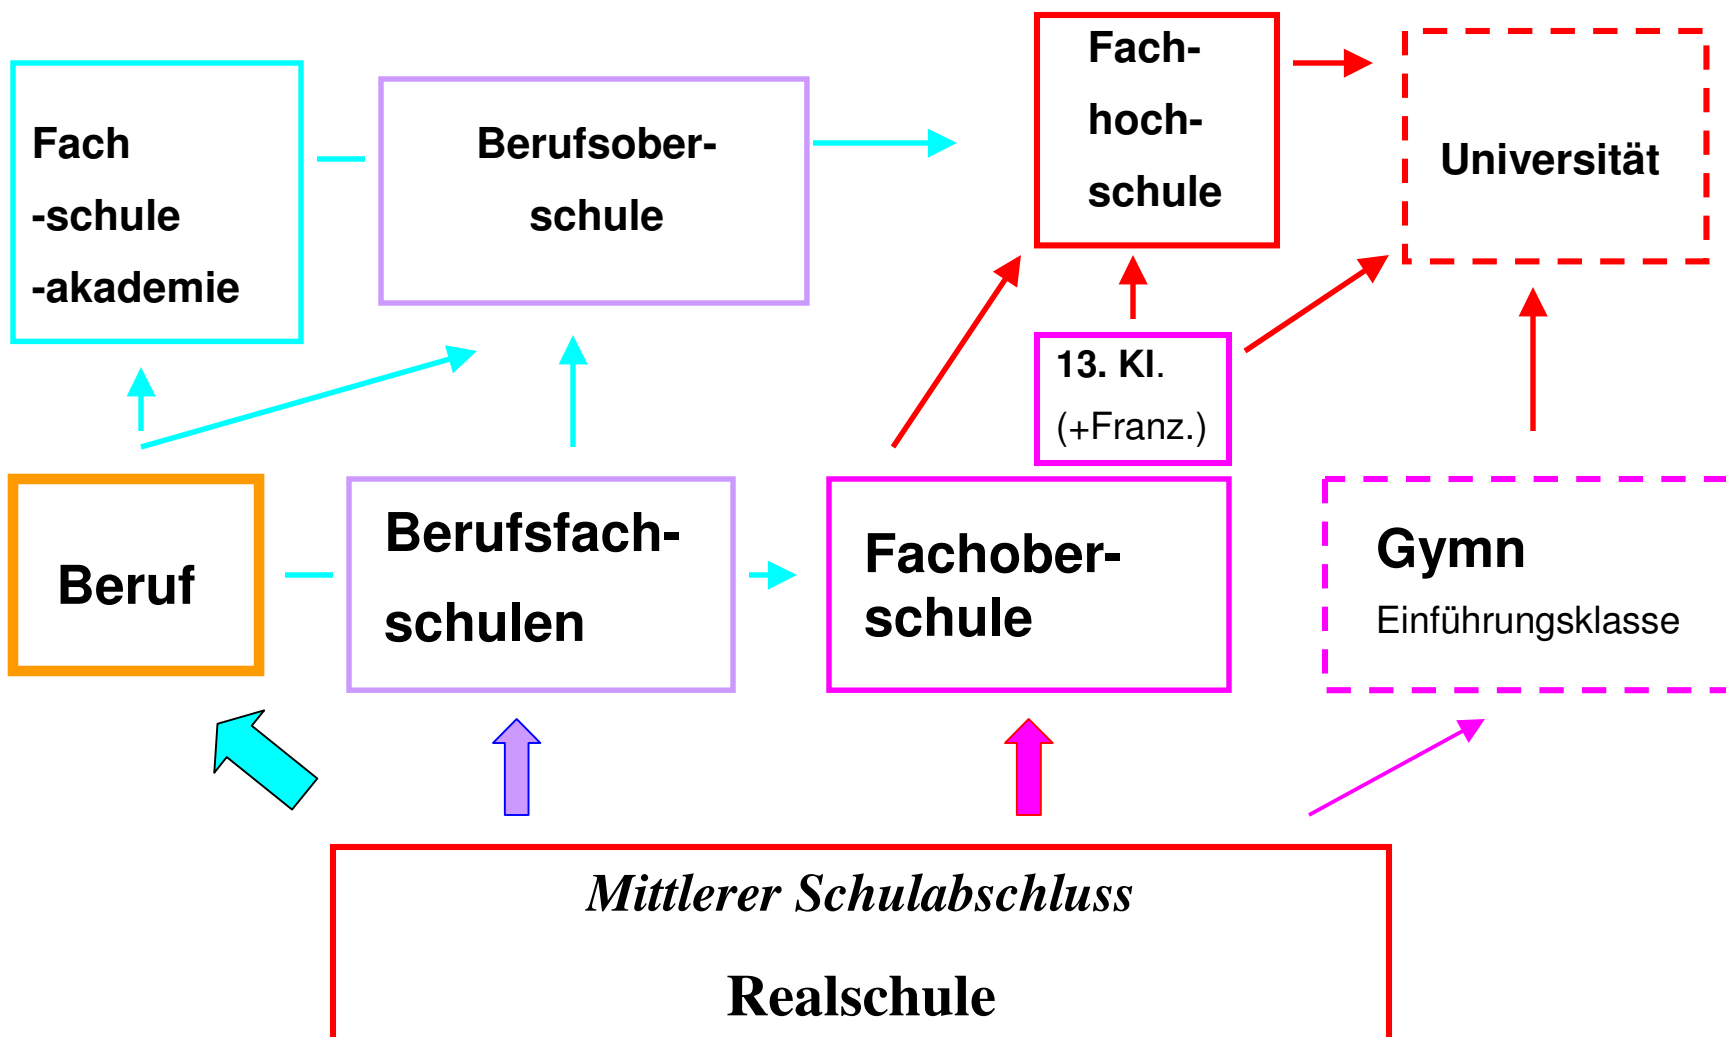 Fach
-schule
-akademie
Berufsober-
schule
Fach-
hoch-
schule
Universität
13. Kl.
(+Franz.)
Beruf
Berufsfach-
schulen
Fachober-
schule
Gymn
Einführungsklasse
Mittlerer Schulabschluss
Realschule